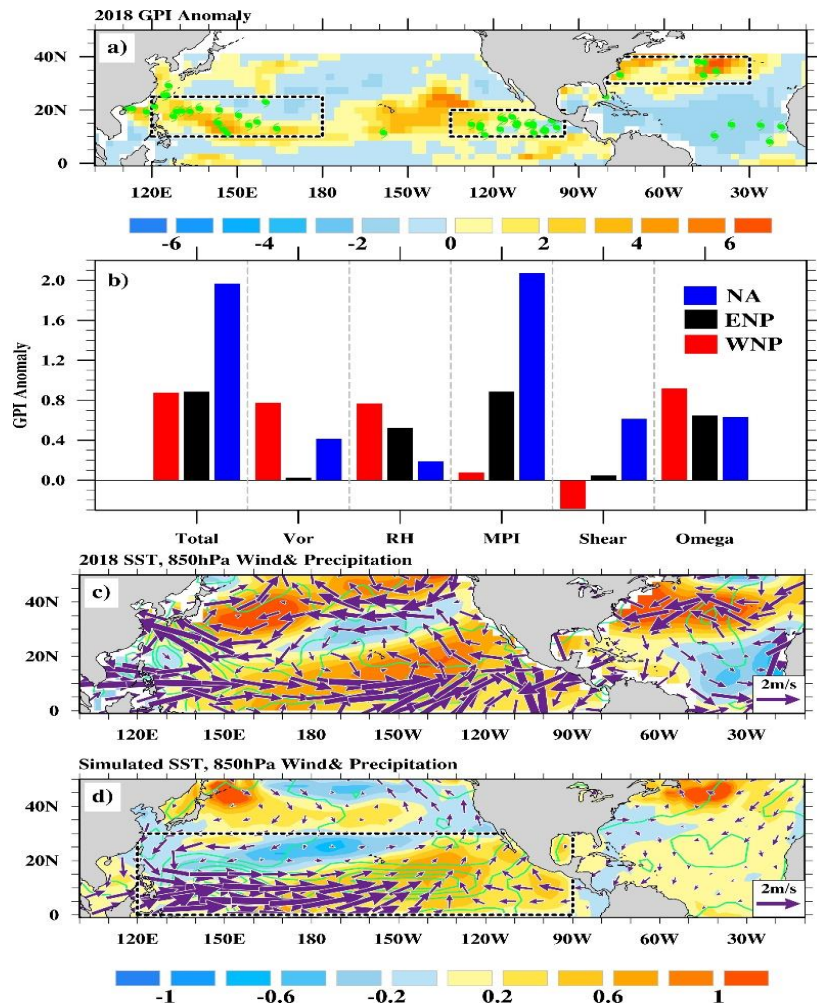 2018 GPI Anomaly
a)
40N
20N
0
120E 150E 180 150W 120W 90W 60W 30W
-6 -4 -2 0 2 4 6
b)
GPI Anomaly
2.0
1.6
1.2
0.8
0.4
0.0
NA
ENP
WNP
Total Vor RH MPI Shear Omega
2018 SST, 850hPa Wind& Precipitation
c)
40N
20N
0
2m/s
120E 150E 180 150W 120W 90W 60W 30W
Simulated SST, 850hPa Wind& Precipitation
d)
40N
20N
0
2m/s
120E 150E 180 150W 120W 90W 60W 30W
-1 -0.6 -0.2 0.2 0.6 1